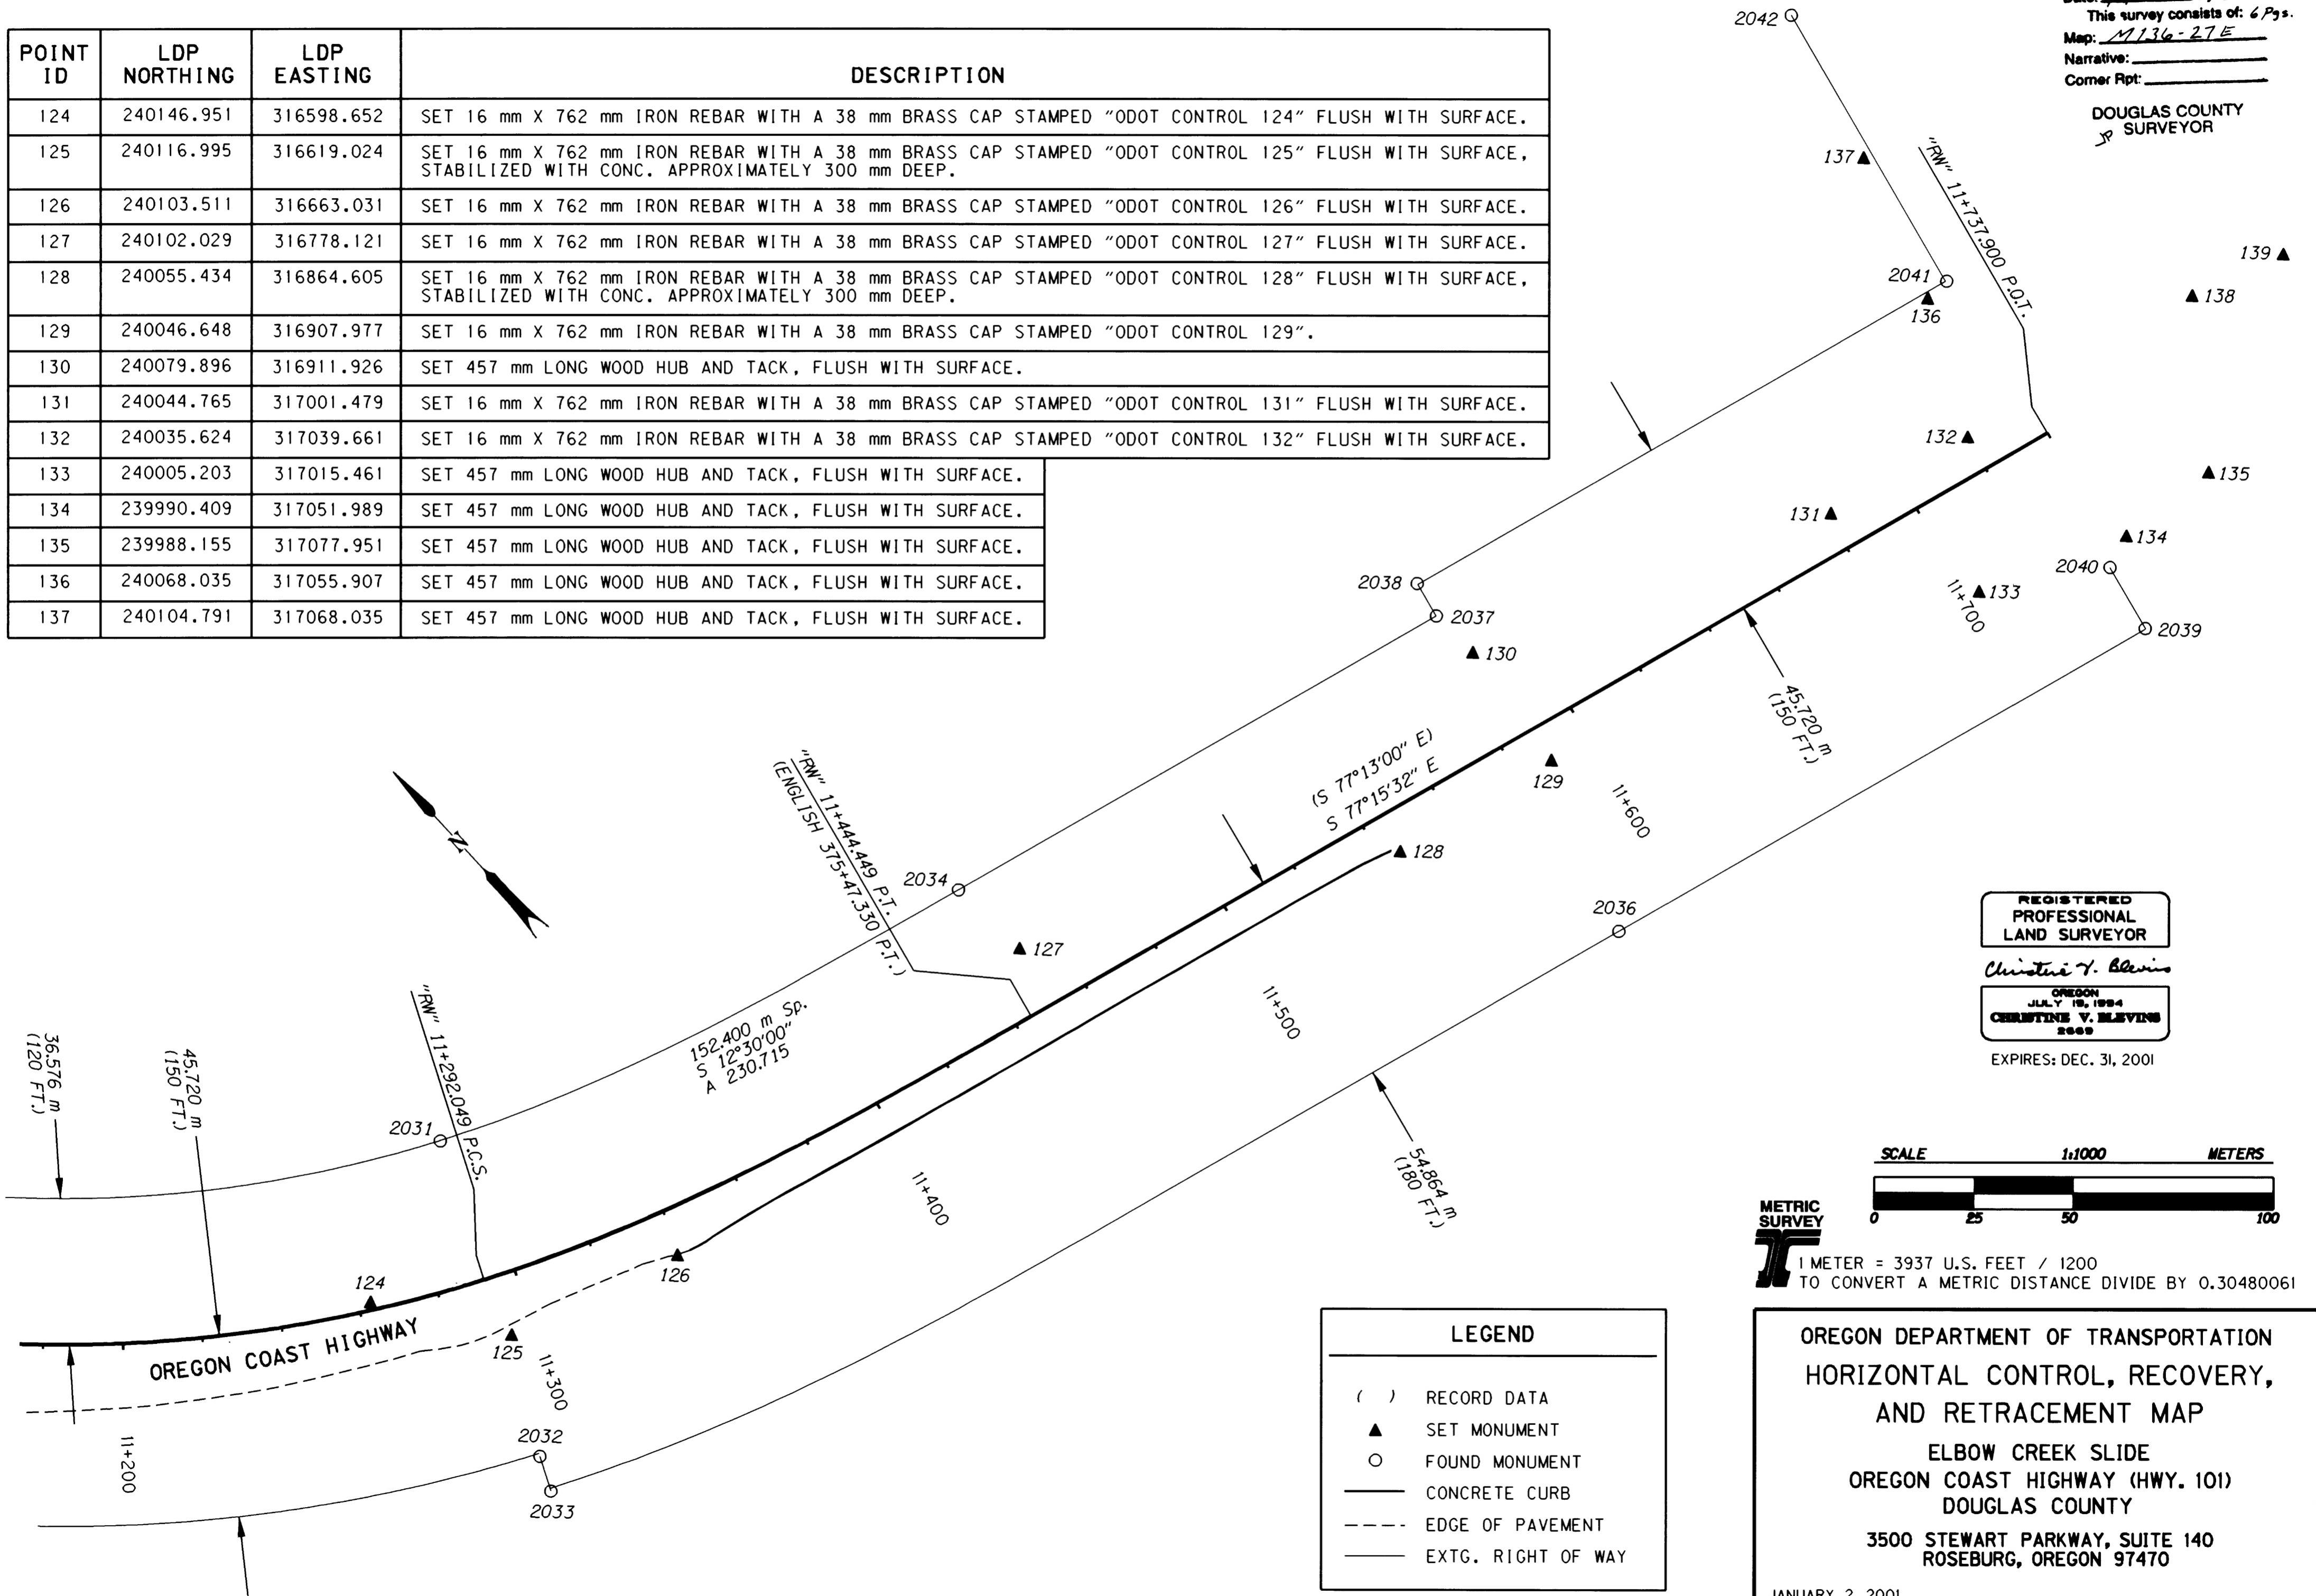 POINT ID LDP NORTHING LDP EASTING DESCRIPTION
124 240146.951 316598.652 SET 16 mm X 762 mm IRON REBAR WITH A 38 mm BRASS CAP STAMPED "ODOT CONTROL 124" FLUSH WITH SURFACE.
125 240116.995 316619.024 SET 16 mm X 762 mm IRON REBAR WITH A 38 mm BRASS CAP STAMPED "ODOT CONTROL 125" FLUSH WITH SURFACE,
STABILIZED WITH CONC. APPROXIMATELY 300 mm DEEP.
126 240103.511 316663.031 SET 16 mm X 762 mm IRON REBAR WITH A 38 mm BRASS CAP STAMPED "ODOT CONTROL 126" FLUSH WITH SURFACE.
127 240102.029 316778.121 SET 16 mm X 762 mm IRON REBAR WITH A 38 mm BRASS CAP STAMPED "ODOT CONTROL 127" FLUSH WITH SURFACE.
128 240055.434 316864.605 SET 16 mm X 762 mm IRON REBAR WITH A 38 mm BRASS CAP STAMPED "ODOT CONTROL 128" FLUSH WITH SURFACE,
STABILIZED WITH CONC. APPROXIMATELY 300 mm DEEP.
129 240046.648 316907.977 SET 16 mm X 762 mm IRON REBAR WITH A 38 mm BRASS CAP STAMPED "ODOT CONTROL 129".
130 240079.896 316911.926 SET 457 mm LONG WOOD HUB AND TACK, FLUSH WITH SURFACE.
131 240044.765 317001.479 SET 16 mm X 762 mm IRON REBAR WITH A 38 mm BRASS CAP STAMPED "ODOT CONTROL 131" FLUSH WITH SURFACE.
132 240035.624 317039.661 SET 16 mm X 762 mm IRON REBAR WITH A 38 mm BRASS CAP STAMPED "ODOT CONTROL 132" FLUSH WITH SURFACE.
133 240005.203 317015.461 SET 457 mm LONG WOOD HUB AND TACK, FLUSH WITH SURFACE.
134 239990.409 317051.989 SET 457 mm LONG WOOD HUB AND TACK, FLUSH WITH SURFACE.
135 239988.155 317077.951 SET 457 mm LONG WOOD HUB AND TACK, FLUSH WITH SURFACE.
136 240068.035 317055.907 SET 457 mm LONG WOOD HUB AND TACK, FLUSH WITH SURFACE.
137 240104.791 317068.035 SET 457 mm LONG WOOD HUB AND TACK, FLUSH WITH SURFACE.
This survey consists of: 6 Pgs.
Map: M136-27E
Narrative:
Corner Rpt:
DOUGLAS COUNTY
SURVEYOR
2042
137
"RW" 11+737.900 P.O.T.
139
138
2041
136
132
135
131
134
2040
2038
133
11+700
2037
2039
130
45.720 m
(150 FT.)
(S 77°13'00" E)
S 77°15'32" E
129
11+600
"RW" 11+444.449 P.T.
(ENGLISH 375+47.330 P.T.)
N
128
2034
2036
127
11+500
152.400 m Sp.
S 12°30'00"
A 230.715
"RW" 11+292.049 P.C.S.
36.576 m
(120 FT.)
45.720 m
(150 FT.)
2031
54.864 m
(180 FT.)
11+400
126
124
OREGON COAST HIGHWAY
125
11+300
2032
11+200
2033
REGISTERED
PROFESSIONAL
LAND SURVEYOR
Christine V. Blevins
OREGON
JULY 19, 1994
CHRISTINE V. BLEVINS
2669
EXPIRES: DEC. 31, 2001
SCALE 1:1000 METERS
0 25 50 100
METRIC
SURVEY
1 METER = 3937 U.S. FEET / 1200
TO CONVERT A METRIC DISTANCE DIVIDE BY 0.30480061
LEGEND
( ) RECORD DATA
SET MONUMENT
FOUND MONUMENT
CONCRETE CURB
EDGE OF PAVEMENT
EXTG. RIGHT OF WAY
OREGON DEPARTMENT OF TRANSPORTATION
HORIZONTAL CONTROL, RECOVERY,
AND RETRACEMENT MAP
ELBOW CREEK SLIDE
OREGON COAST HIGHWAY (HWY. 101)
DOUGLAS COUNTY
3500 STEWART PARKWAY, SUITE 140
ROSEBURG, OREGON 97470
JANUARY 2, 2001